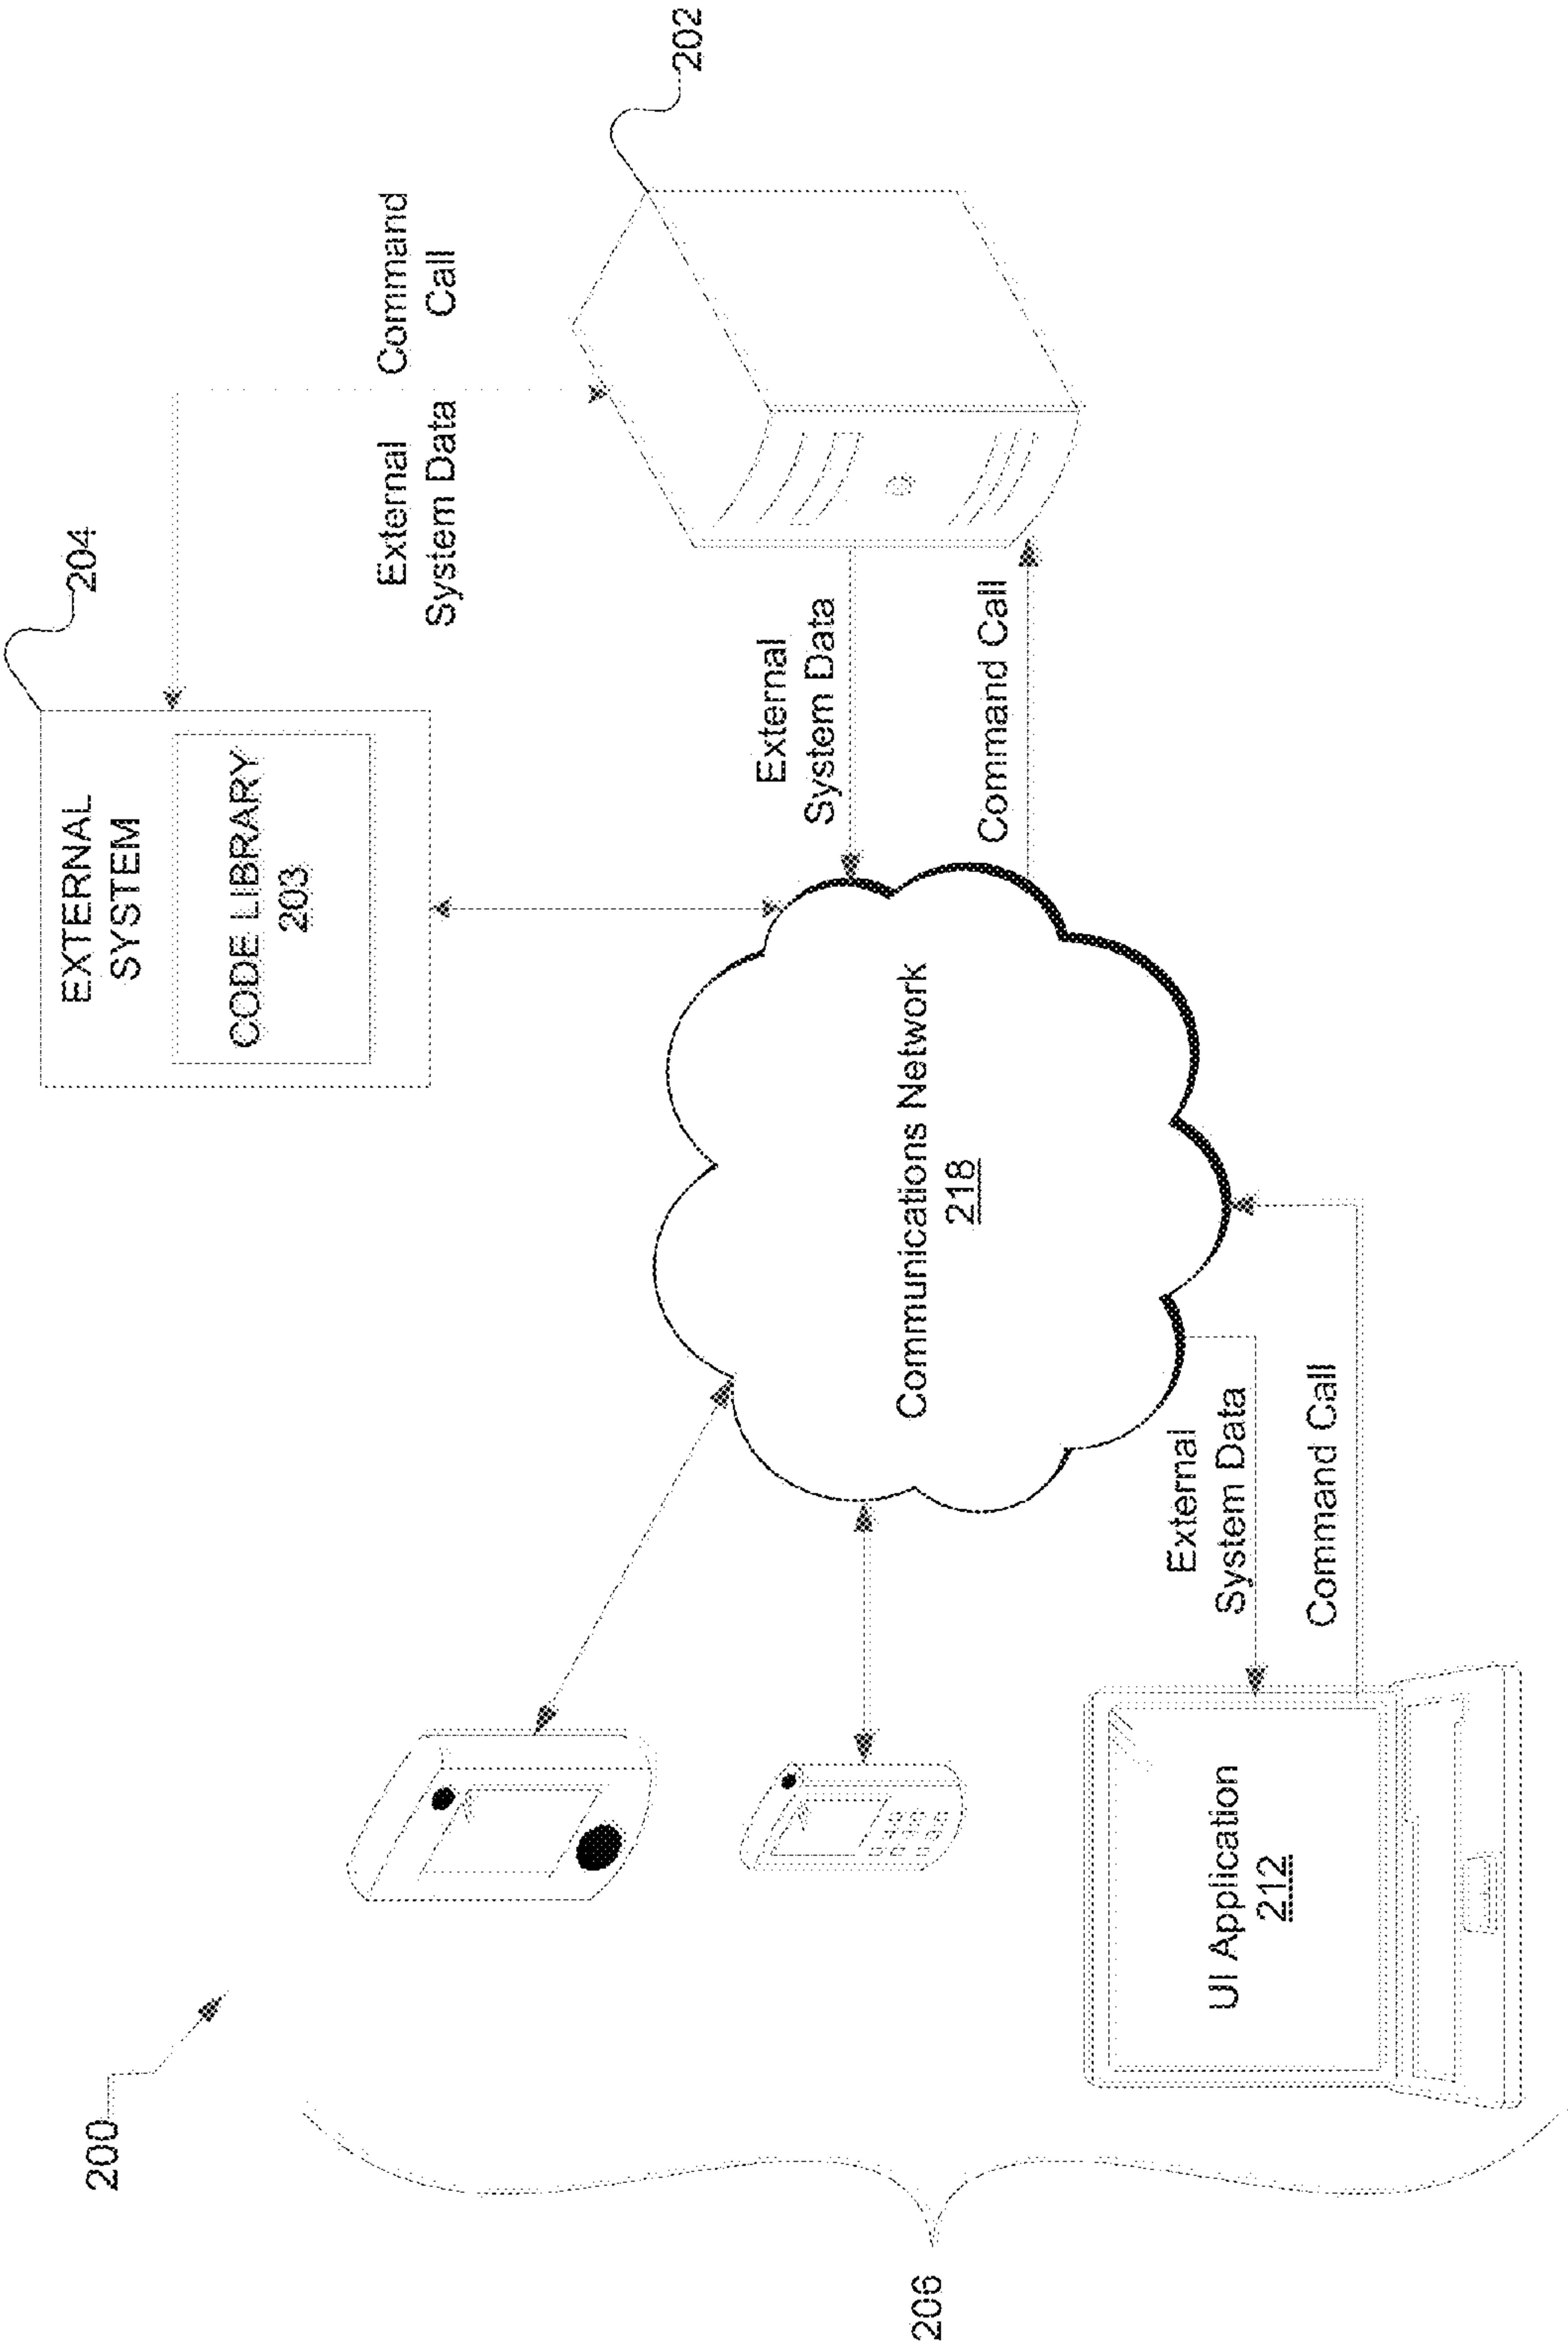 200
EXTERNAL
SYSTEM
204
CODE LIBRARY
203
External
System Data
Command
Call
202
External
System Data
Command Call
Communications Network
218
External
System Data
Command Call
UI Application
212
206